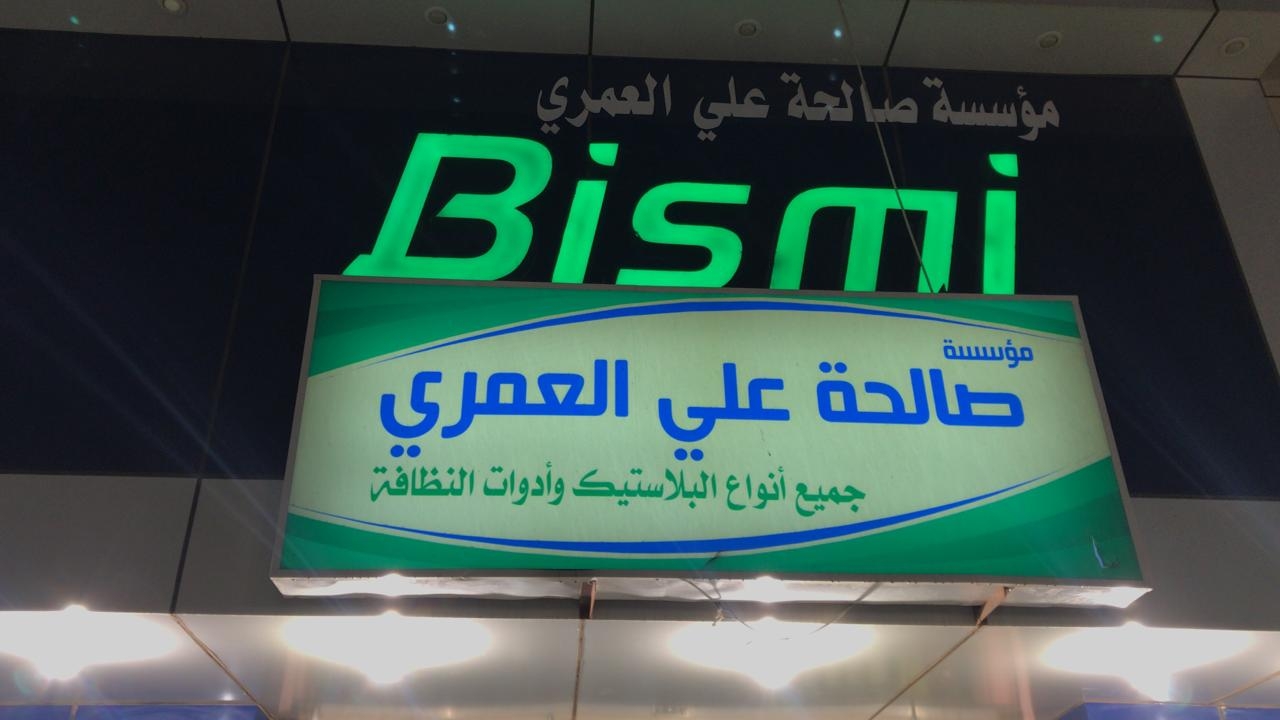 مؤسسة صالحة علي العمري
Bismi
مؤسسة
صالحة علي العمري
جميع أنواع البلاستيك وأدوات النظافة